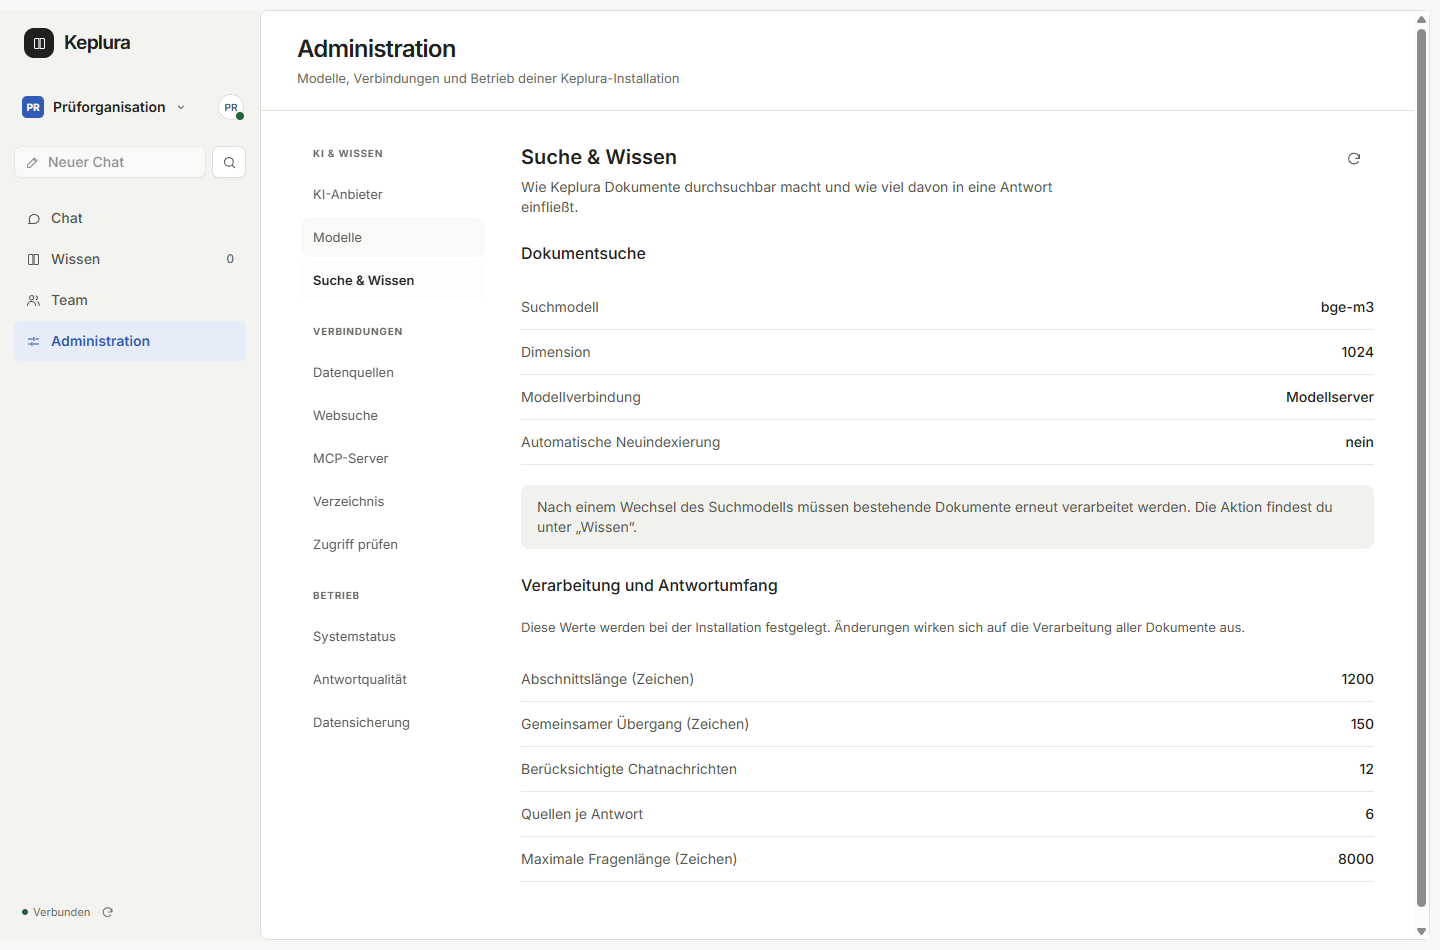 Keplura
PR Prüforganisation PR
Neuer Chat
Chat
Wissen 0
Team
Administration
Verbunden
Administration
Modelle, Verbindungen und Betrieb deiner Keplura-Installation
KI & WISSEN
KI-Anbieter
Modelle
Suche & Wissen
VERBINDUNGEN
Datenquellen
Websuche
MCP-Server
Verzeichnis
Zugriff prüfen
BETRIEB
Systemstatus
Antwortqualität
Datensicherung
Suche & Wissen
Wie Keplura Dokumente durchsuchbar macht und wie viel davon in eine Antwort
einfließt.
Dokumentsuche
Suchmodell bge-m3
Dimension 1024
Modellverbindung Modellserver
Automatische Neuindexierung nein
Nach einem Wechsel des Suchmodells müssen bestehende Dokumente erneut verarbeitet werden. Die Aktion findest du
unter „Wissen“.
Verarbeitung und Antwortumfang
Diese Werte werden bei der Installation festgelegt. Änderungen wirken sich auf die Verarbeitung aller Dokumente aus.
Abschnittslänge (Zeichen) 1200
Gemeinsamer Übergang (Zeichen) 150
Berücksichtigte Chatnachrichten 12
Quellen je Antwort 6
Maximale Fragenlänge (Zeichen) 8000